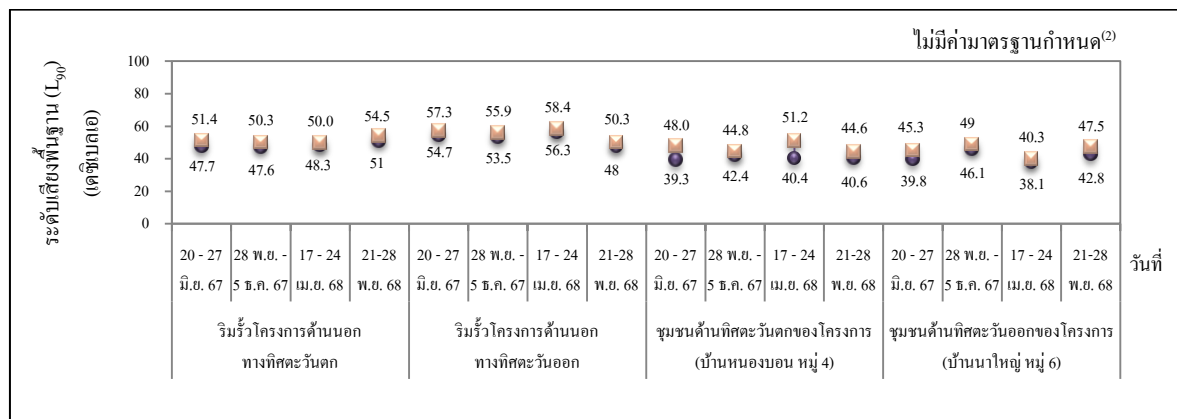 ไม่มีค่ามาตรฐานกำหนด(2)
ระดับเสียงพื้นฐาน (L90)
(เดซิเบลเอ)
100
80
60
40
20
0
51.4 50.3 50.0 54.5 57.3 55.9 58.4 50.3 48.0 44.8 51.2 44.6 45.3 49 40.3 47.5
47.7 47.6 48.3 51 54.7 53.5 56.3 48 39.3 42.4 40.4 40.6 39.8 46.1 38.1 42.8
20 - 27 28 พ.ย. - 17 - 24 21-28 20 - 27 28 พ.ย. - 17 - 24 21-28 20 - 27 28 พ.ย. - 17 - 24 21-28 20 - 27 28 พ.ย. - 17 - 24 21-28
มิ.ย. 67 5 ธ.ค. 67 เม.ย. 68 พ.ย. 68 มิ.ย. 67 5 ธ.ค. 67 เม.ย. 68 พ.ย. 68 มิ.ย. 67 5 ธ.ค. 67 เม.ย. 68 พ.ย. 68 มิ.ย. 67 5 ธ.ค. 67 เม.ย. 68 พ.ย. 68
วันที่
ริมรั้วโครงการด้านนอก ริมรั้วโครงการด้านนอก ชุมชนด้านทิศตะวันตกของโครงการ ชุมชนด้านทิศตะวันออกของโครงการ
ทางทิศตะวันตก ทางทิศตะวันออก (บ้านหนองบอน หมู่ 4) (บ้านนาใหญ่ หมู่ 6)